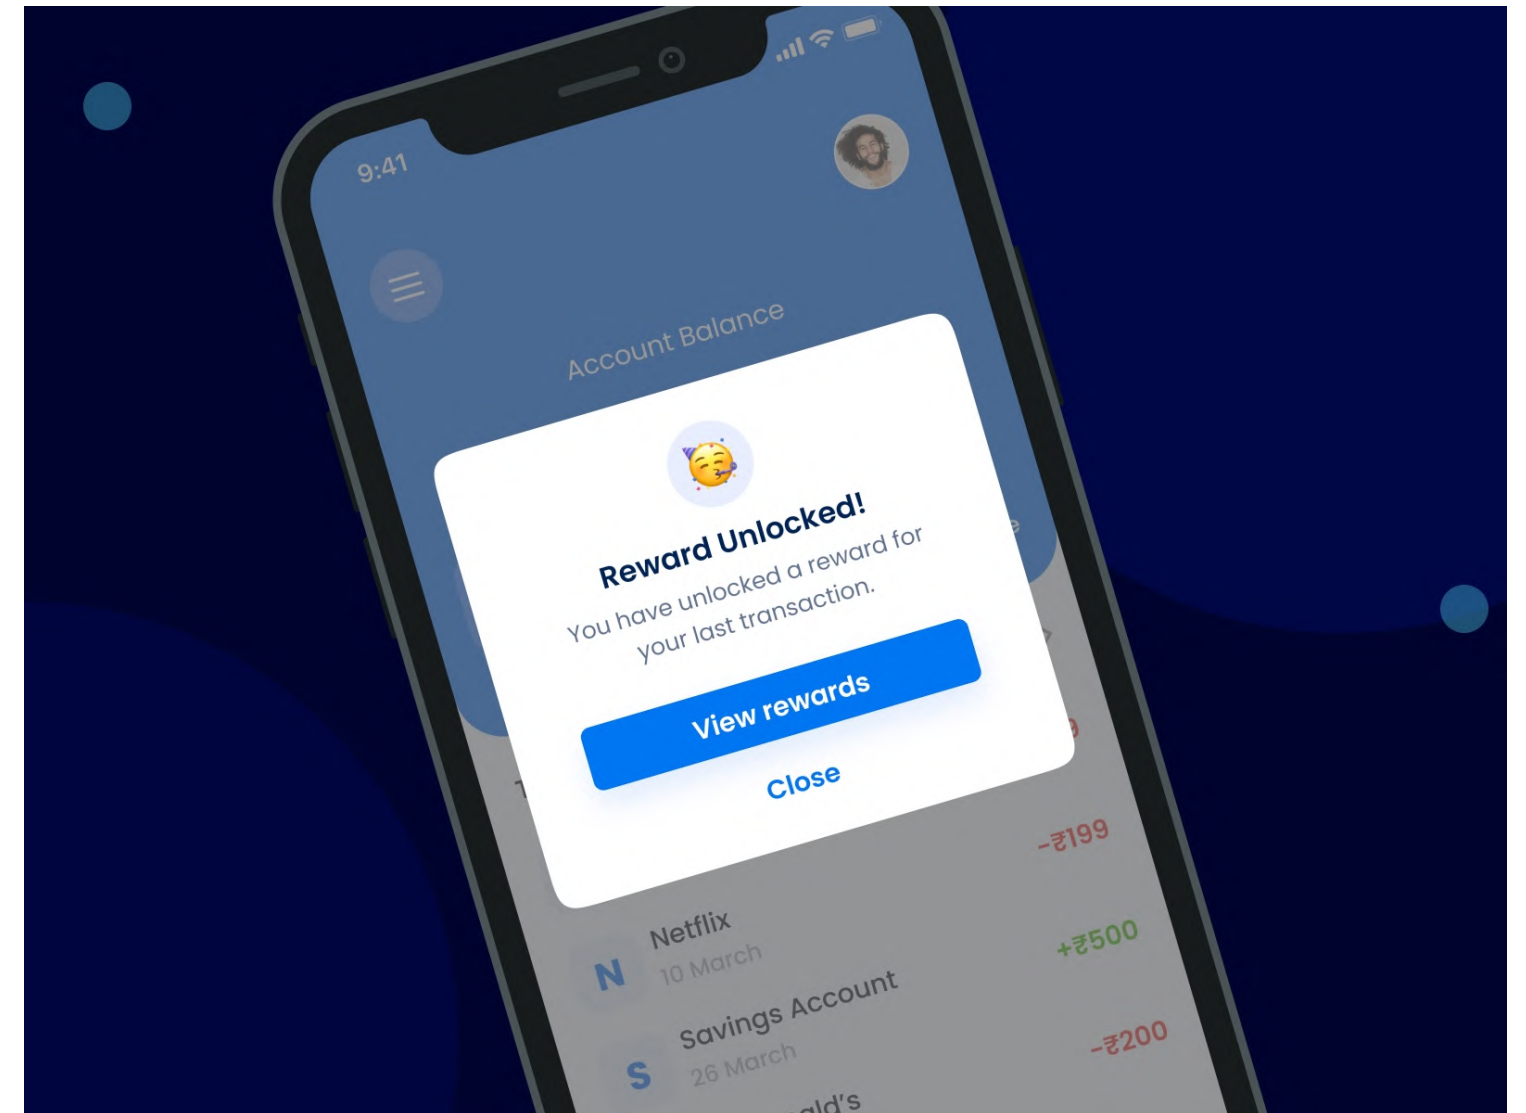 9:41
Account Balance
Reward Unlocked!
You have unlocked a reward for
your last transaction.
View rewards
Close
Netflix
10 March
-₹199
N
Savings Account
26 March
+₹500
S
-₹200